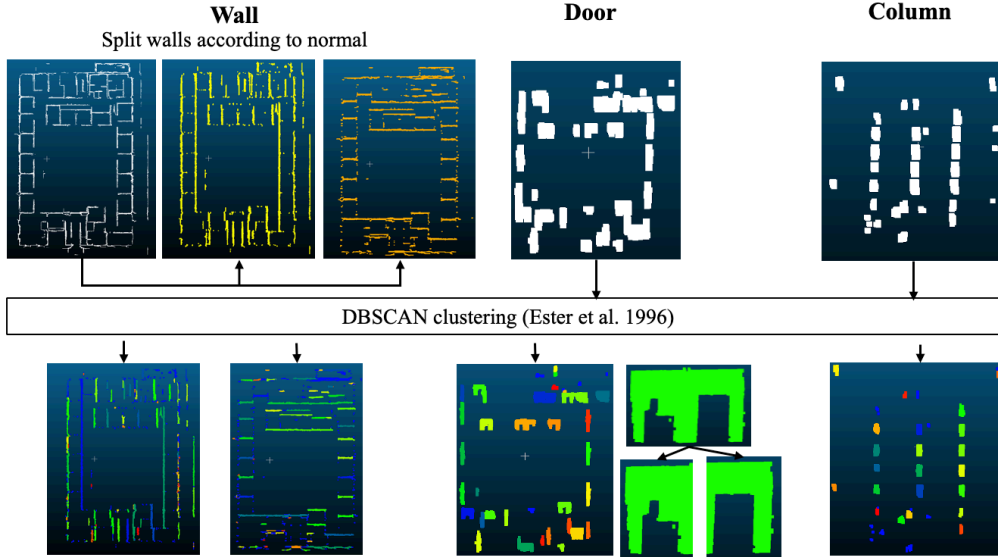 Wall
Door
Column
Split walls according to normal
DBSCAN clustering (Ester et al. 1996)